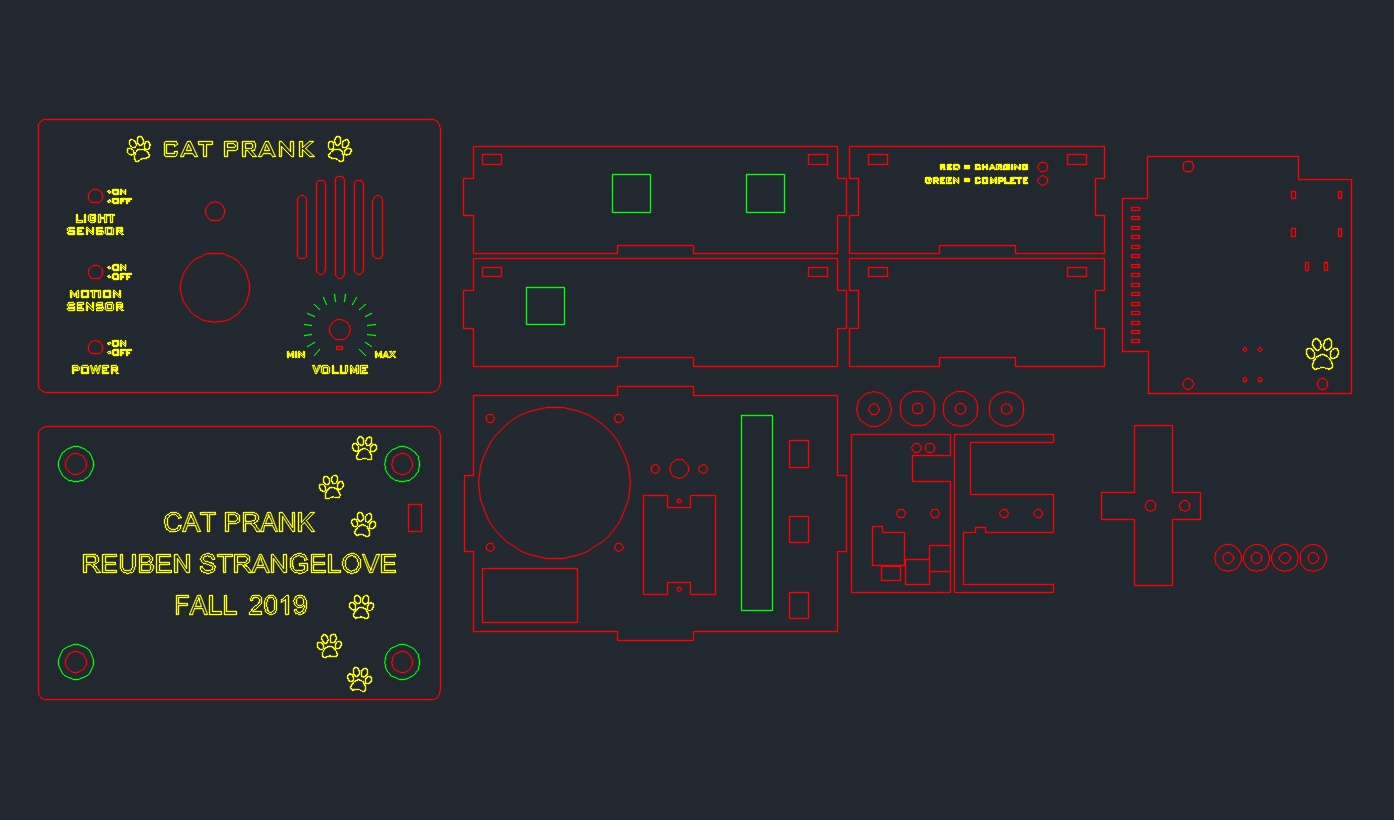 CAT PRANK
•ON
•OFF
LIGHT
SENSOR
•ON
•OFF
MOTION
SENSOR
•ON
•OFF
POWER
MIN
MAX
VOLUME
RED = CHARGING
GREEN = COMPLETE
CAT PRANK
REUBEN STRANGELOVE
FALL 2019